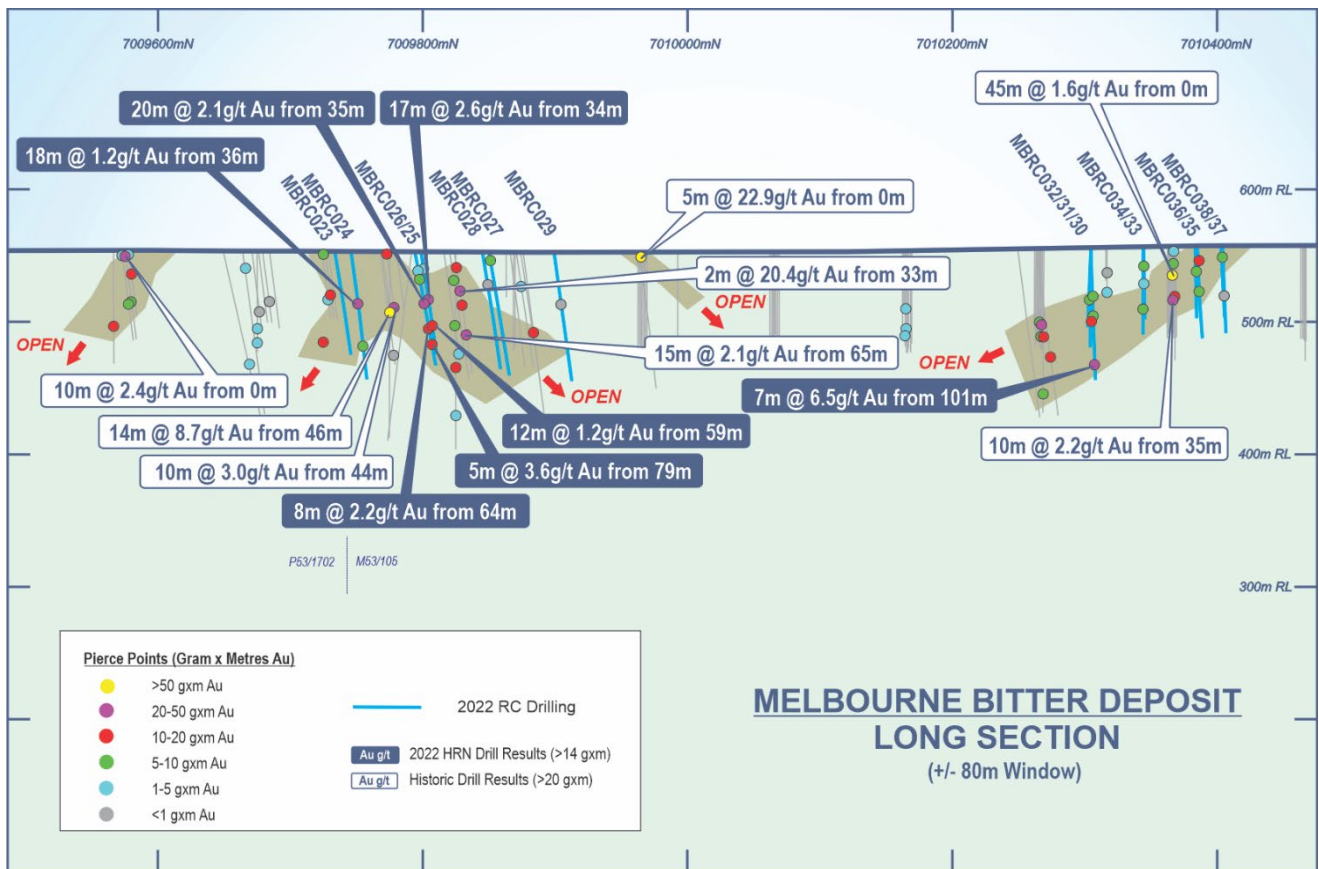 7009600mN
7009800mN
7010000mN
7010200mN
7010400mN
20m @ 2.1g/t Au from 35m
17m @ 2.6g/t Au from 34m
45m @ 1.6g/t Au from 0m
18m @ 1.2g/t Au from 36m
MBRC023
MBRC024
MBRC026/25
MBRC028
MBRC027
MBRC029
5m @ 22.9g/t Au from 0m
MBRC032/31/30
MBRC034/33
MBRC036/35
MBRC038/37
600m RL
2m @ 20.4g/t Au from 33m
OPEN
OPEN
500m RL
15m @ 2.1g/t Au from 65m
OPEN
10m @ 2.4g/t Au from 0m
OPEN
7m @ 6.5g/t Au from 101m
14m @ 8.7g/t Au from 46m
12m @ 1.2g/t Au from 59m
10m @ 2.2g/t Au from 35m
10m @ 3.0g/t Au from 44m
5m @ 3.6g/t Au from 79m
400m RL
8m @ 2.2g/t Au from 64m
P53/1702
M53/105
300m RL
Pierce Points (Gram x Metres Au)
>50 gxm Au
20-50 gxm Au
10-20 gxm Au
5-10 gxm Au
1-5 gxm Au
<1 gxm Au
2022 RC Drilling
Au g/t 2022 HRN Drill Results (>14 gxm)
Au g/t Historic Drill Results (>20 gxm)
MELBOURNE BITTER DEPOSIT
LONG SECTION
(+/- 80m Window)